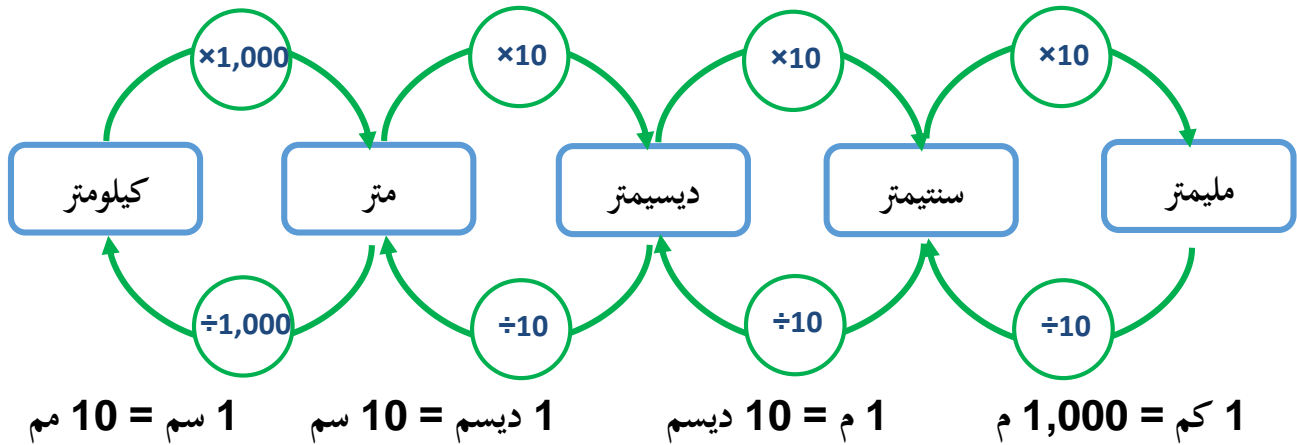 ×1,000 ×10 ×10 ×10
كيلومتر متر ديسيمتر سنتيمتر مليمتر
÷1,000 ÷10 ÷10 ÷10
1 كم = 1,000 م 1 م = 10 ديسم 1 ديسم = 10 سم 1 سم = 10 مم